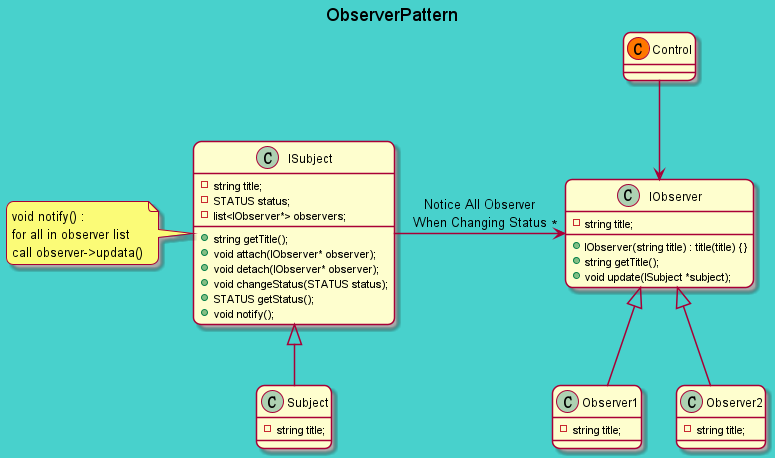 ObserverPattern
C Control
C ISubject
string title;
STATUS status;
list<IObserver*> observers;
string getTitle();
void attach(IObserver* observer);
void detach(IObserver* observer);
void changeStatus(STATUS status);
STATUS getStatus();
void notify();
void notify() :
for all in observer list
call observer->updata()
Notice All Observer
When Changing Status *
C IObserver
string title;
IObserver(string title) : title(title) {}
string getTitle();
void update(ISubject *subject);
C Subject
string title;
C Observer1
string title;
C Observer2
string title;